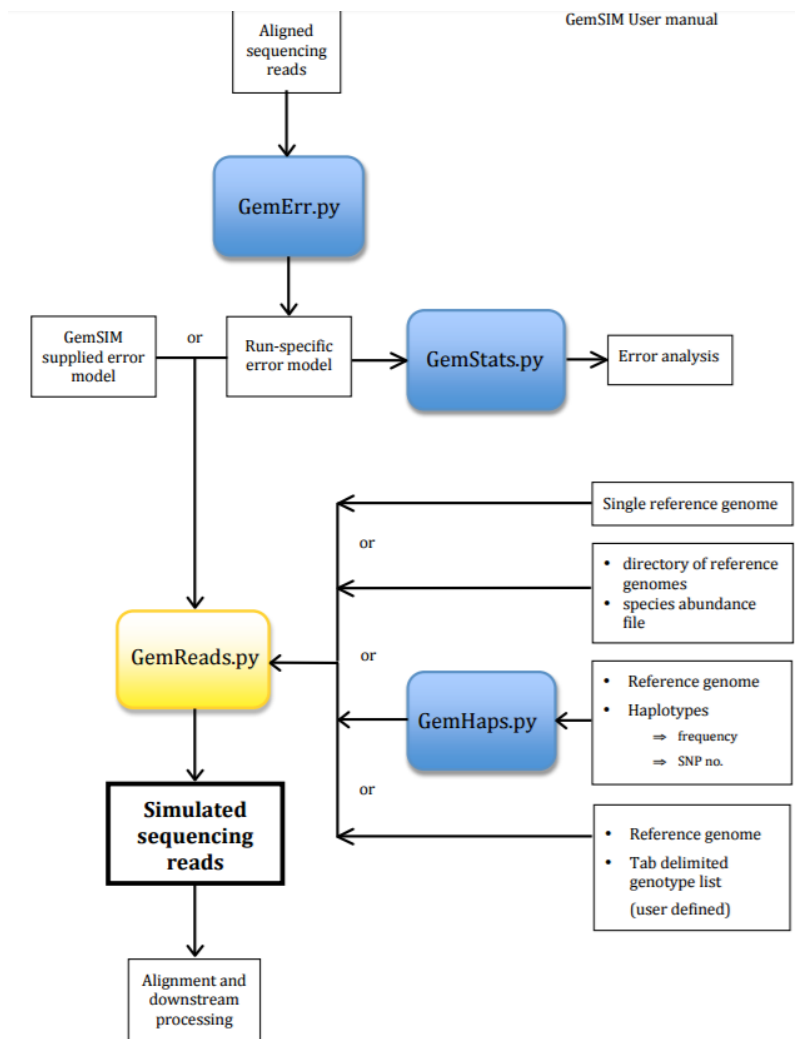 GemSIM User manual
Aligned
sequencing
reads
GemErr.py
GemSIM
supplied error
model
or
Run-specific
error model
GemStats.py
Error analysis
Single reference genome
or
• directory of reference
genomes
• species abundance
file
or
GemReads.py
GemHaps.py
• Reference genome
• Haplotypes
⇒ frequency
⇒ SNP no.
or
Simulated
sequencing
reads
• Reference genome
• Tab delimited
genotype list
(user defined)
Alignment and
downstream
processing